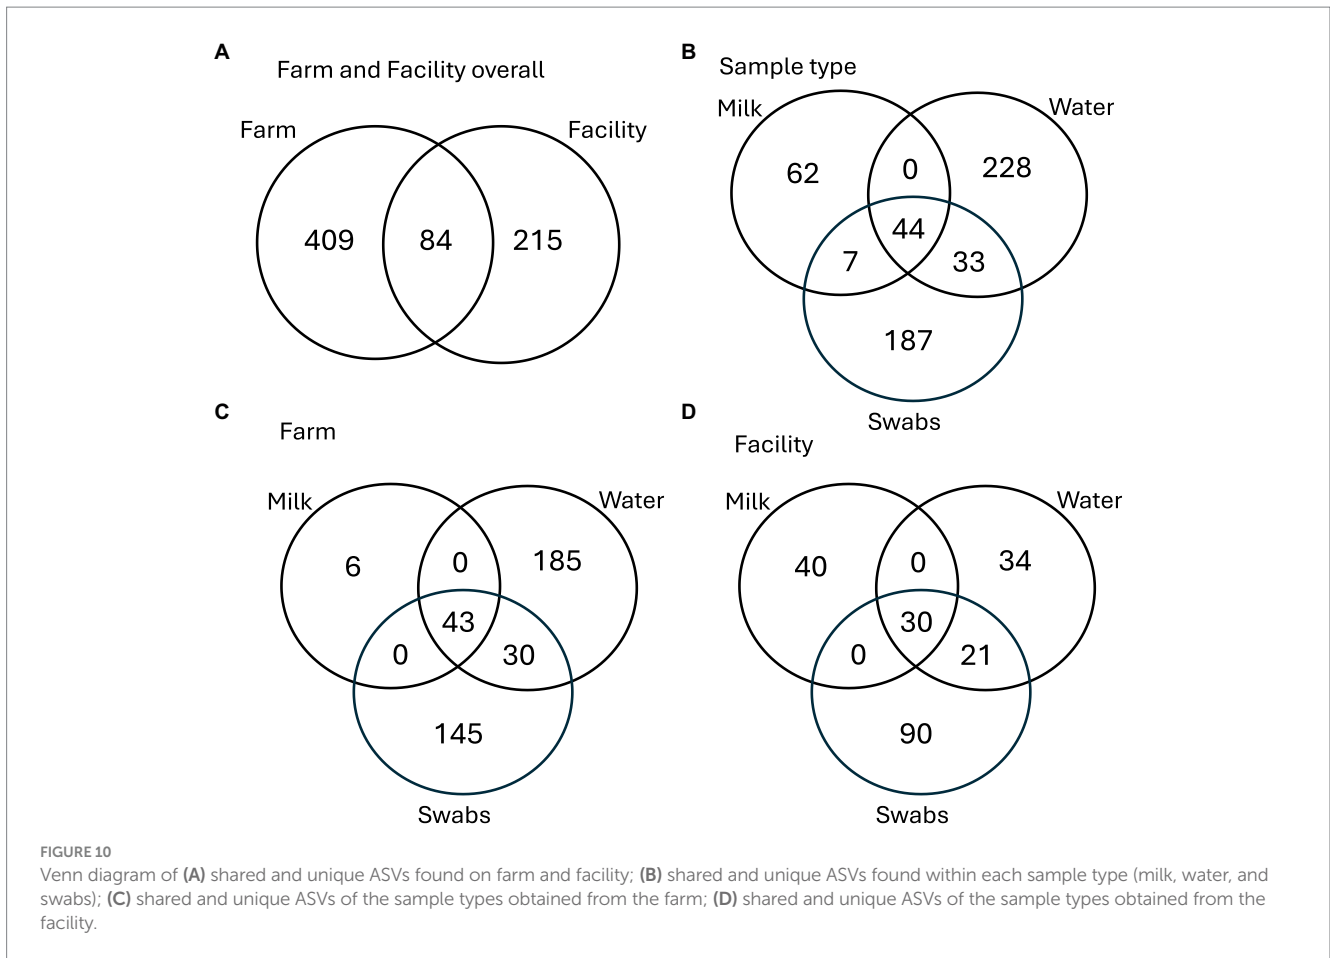 A
Farm and Facility overall
Farm
Facility
409
84
215
B
Sample type
Milk
Water
62
0
228
44
7
33
187
Swabs
C
Farm
Milk
Water
6
0
185
43
0
30
145
Swabs
D
Facility
Milk
Water
40
0
34
30
0
21
90
Swabs
FIGURE 10
Venn diagram of (A) shared and unique ASVs found on farm and facility; (B) shared and unique ASVs found within each sample type (milk, water, and
swabs); (C) shared and unique ASVs of the sample types obtained from the farm; (D) shared and unique ASVs of the sample types obtained from the
facility.